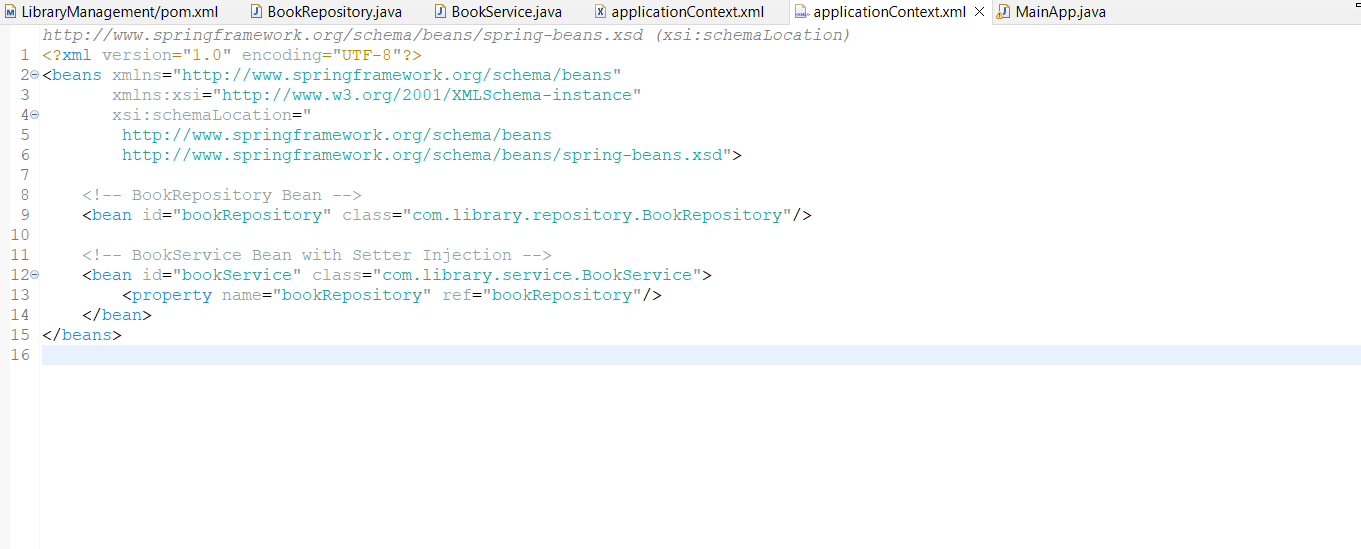 LibraryManagement/pom.xml BookRepository.java BookService.java applicationContext.xml applicationContext.xml MainApp.java
http://www.springframework.org/schema/beans/spring-beans.xsd (xsi:schemaLocation)
1 <?xml version="1.0" encoding="UTF-8"?>
2 <beans xmlns="http://www.springframework.org/schema/beans"
3 xmlns:xsi="http://www.w3.org/2001/XMLSchema-instance"
4 xsi:schemaLocation="
5 http://www.springframework.org/schema/beans
6 http://www.springframework.org/schema/beans/spring-beans.xsd">
7
8 <!-- BookRepository Bean -->
9 <bean id="bookRepository" class="com.library.repository.BookRepository"/>
10
11 <!-- BookService Bean with Setter Injection -->
12 <bean id="bookService" class="com.library.service.BookService">
13 <property name="bookRepository" ref="bookRepository"/>
14 </bean>
15 </beans>
16